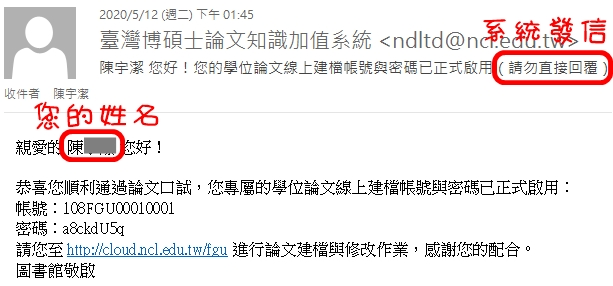 2020/5/12 (週二) 下午 01:45
系統發信
臺灣博碩士論文知識加值系統 <ndltd@ncl.edu.tw>
陳宇潔 您好！您的學位論文線上建檔帳號與密碼已正式啟用 ( 請勿直接回覆 )
收件者 陳宇潔
您的姓名
親愛的 陳 您好！
恭喜您順利通過論文口試，您專屬的學位論文線上建檔帳號與密碼已正式啟用：
帳號：108FGU00010001
密碼：a8ckdU5q
請您至 http://cloud.ncl.edu.tw/fgu 進行論文建檔與修改作業，感謝您的配合。
圖書館敬啟